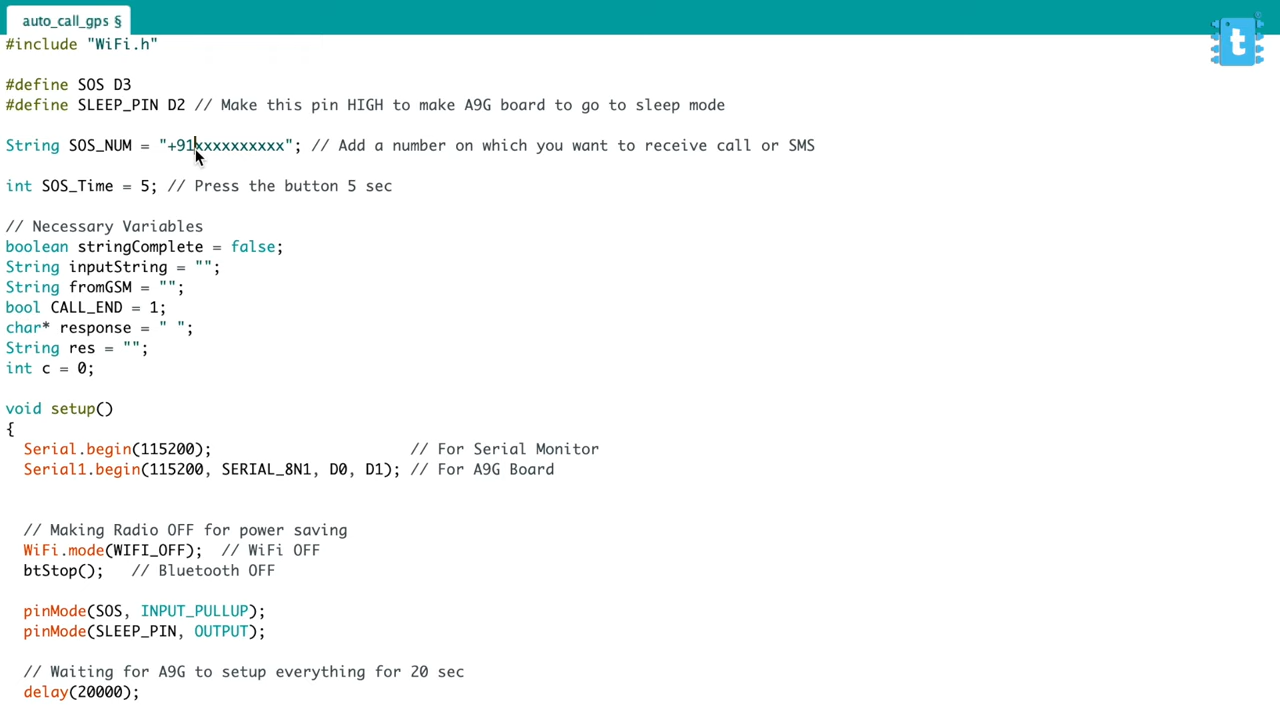 auto_call_gps §
t
#include "WiFi.h"
#define SOS D3
#define SLEEP_PIN D2 // Make this pin HIGH to make A9G board to go to sleep mode
String SOS_NUM = "+91xxxxxxxxxx"; // Add a number on which you want to receive call or SMS
int SOS_Time = 5; // Press the button 5 sec
// Necessary Variables
boolean stringComplete = false;
String inputString = "";
String fromGSM = "";
bool CALL_END = 1;
char* response = " ";
String res = "";
int c = 0;
void setup()
{
  Serial.begin(115200);                      // For Serial Monitor
  Serial1.begin(115200, SERIAL_8N1, D0, D1); // For A9G Board
  // Making Radio OFF for power saving
  WiFi.mode(WIFI_OFF);  // WiFi OFF
  btStop();   // Bluetooth OFF
  pinMode(SOS, INPUT_PULLUP);
  pinMode(SLEEP_PIN, OUTPUT);
  // Waiting for A9G to setup everything for 20 sec
  delay(20000);